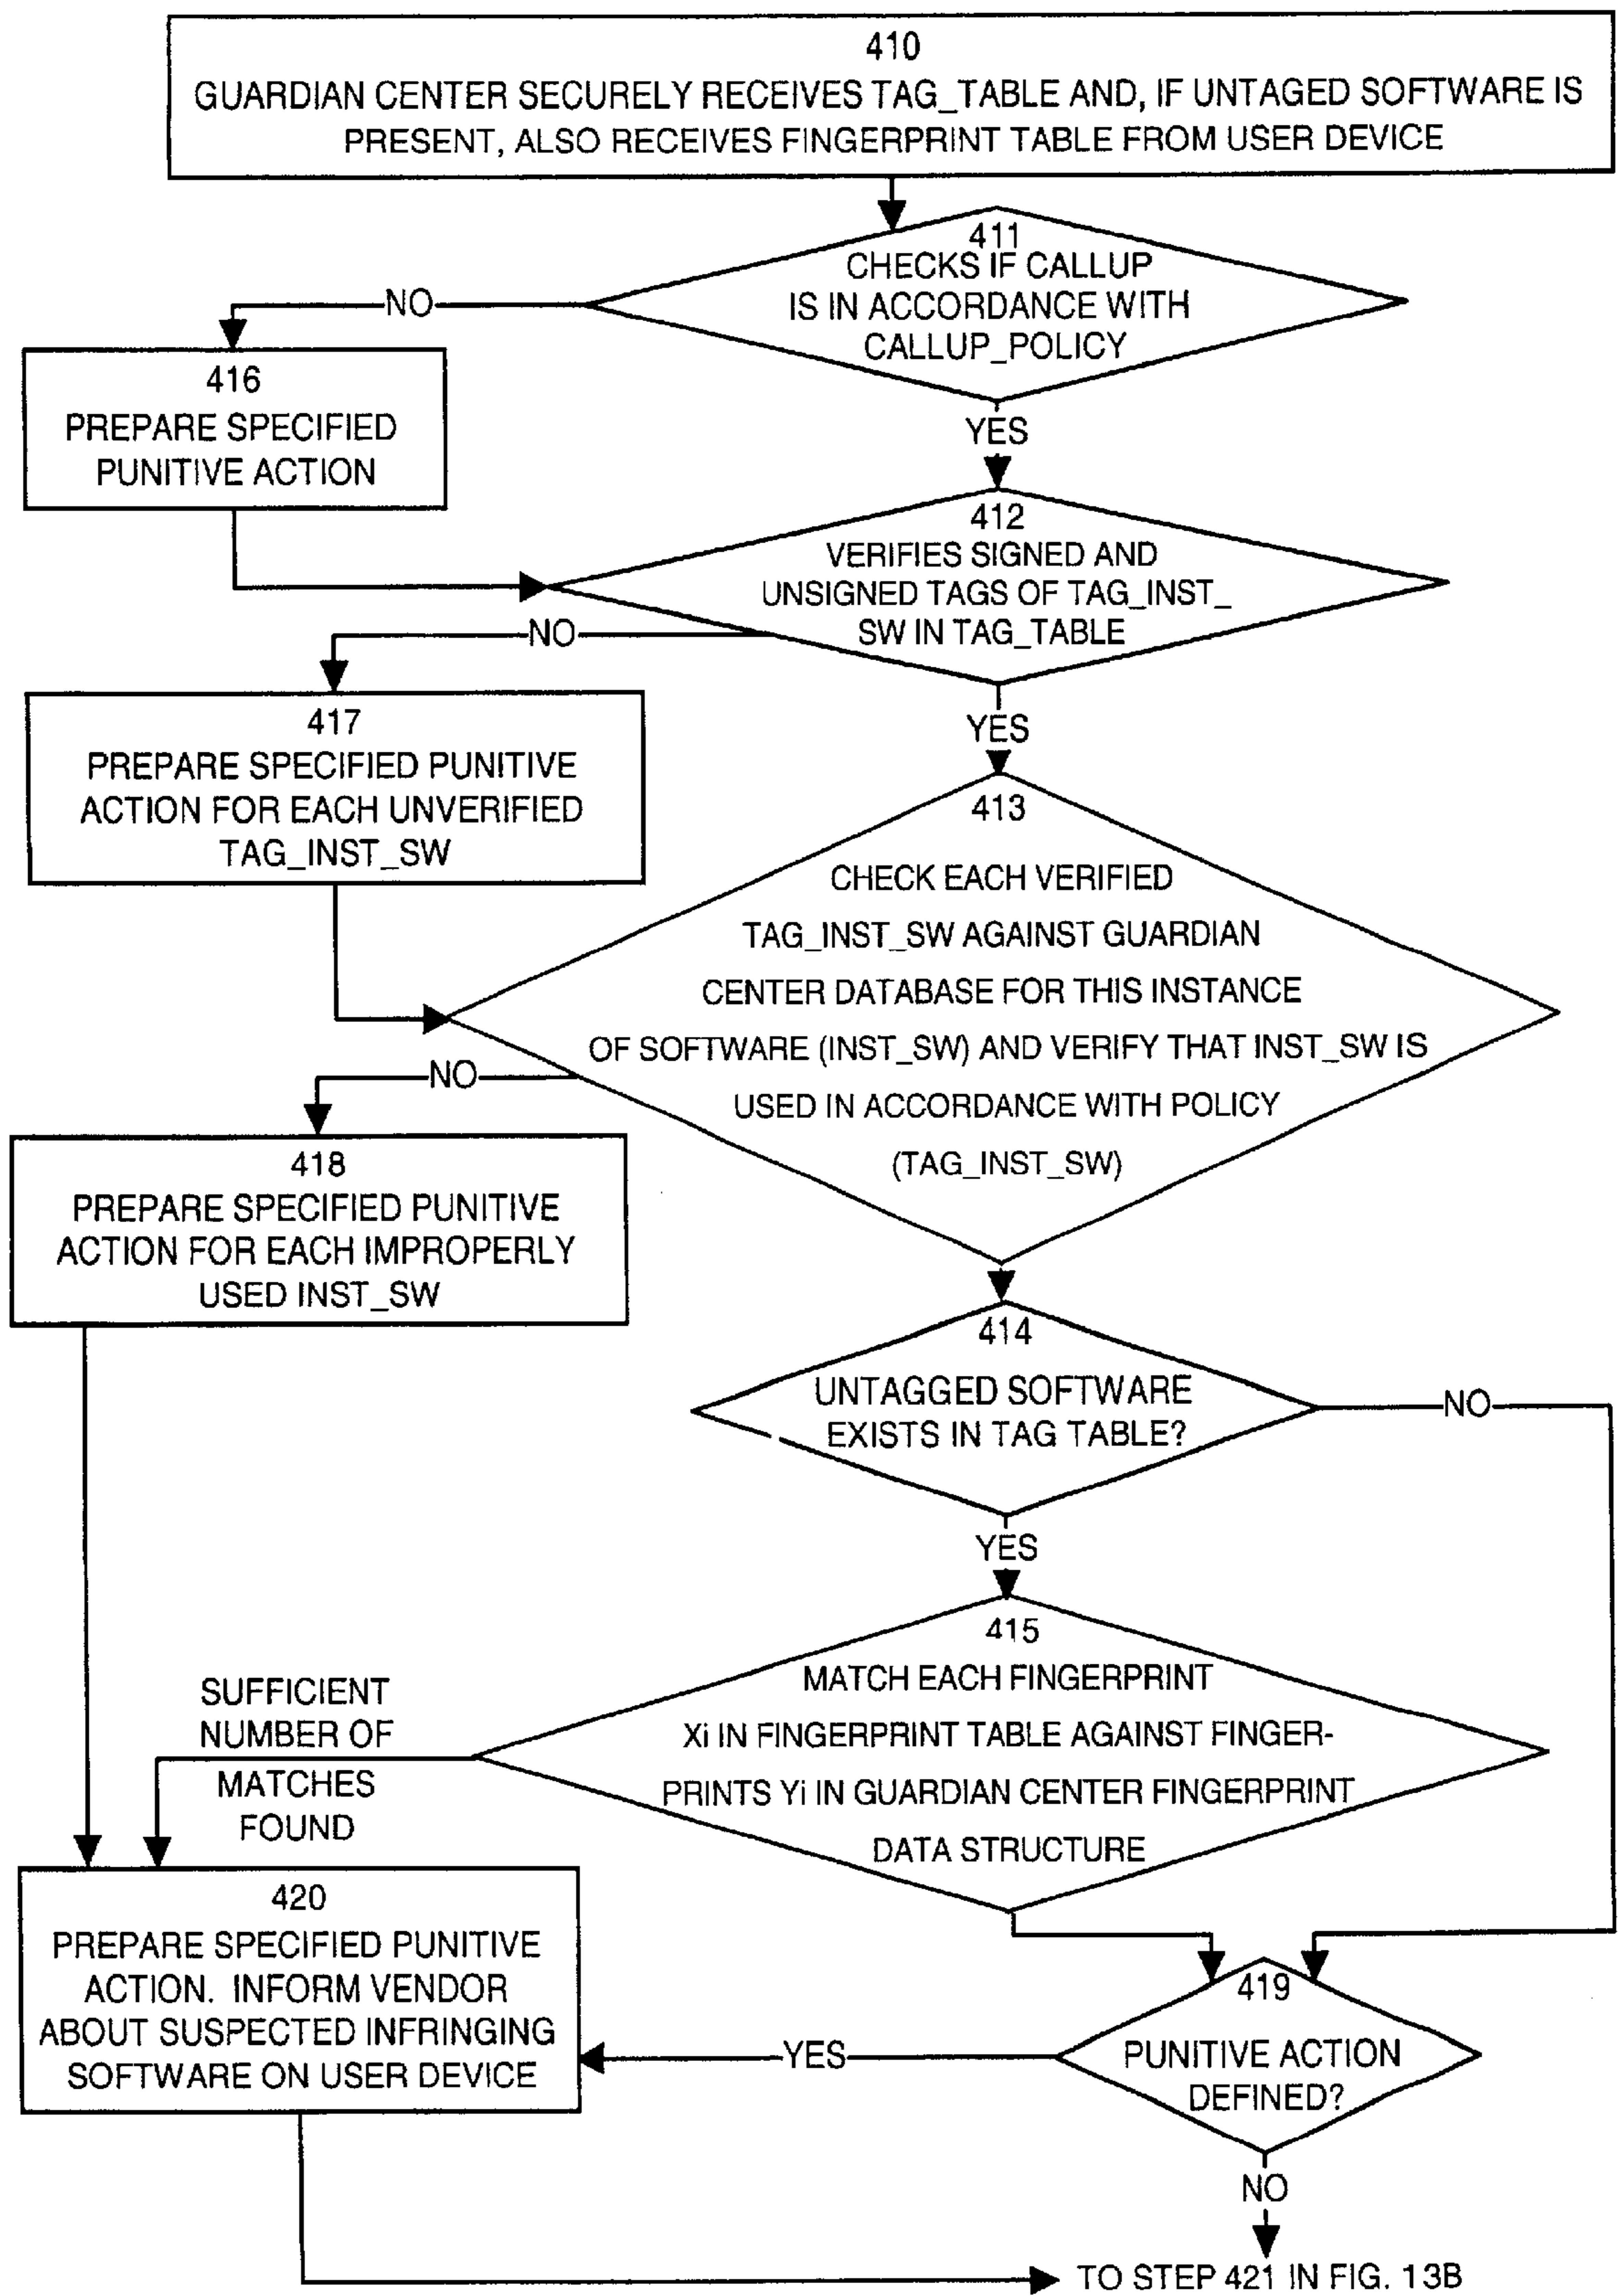 410
GUARDIAN CENTER SECURELY RECEIVES TAG_TABLE AND, IF UNTAGED SOFTWARE IS
PRESENT, ALSO RECEIVES FINGERPRINT TABLE FROM USER DEVICE
411
CHECKS IF CALLUP
IS IN ACCORDANCE WITH
CALLUP_POLICY
NO
416
PREPARE SPECIFIED
PUNITIVE ACTION
YES
412
VERIFIES SIGNED AND
UNSIGNED TAGS OF TAG_INST_
SW IN TAG_TABLE
NO
417
PREPARE SPECIFIED PUNITIVE
ACTION FOR EACH UNVERIFIED
TAG_INST_SW
YES
413
CHECK EACH VERIFIED
TAG_INST_SW AGAINST GUARDIAN
CENTER DATABASE FOR THIS INSTANCE
OF SOFTWARE (INST_SW) AND VERIFY THAT INST_SW IS
USED IN ACCORDANCE WITH POLICY
(TAG_INST_SW)
NO
418
PREPARE SPECIFIED PUNITIVE
ACTION FOR EACH IMPROPERLY
USED INST_SW
414
UNTAGGED SOFTWARE
EXISTS IN TAG TABLE?
NO
YES
415
MATCH EACH FINGERPRINT
Xi IN FINGERPRINT TABLE AGAINST FINGER-
PRINTS Yi IN GUARDIAN CENTER FINGERPRINT
DATA STRUCTURE
SUFFICIENT
NUMBER OF
MATCHES
FOUND
420
PREPARE SPECIFIED PUNITIVE
ACTION. INFORM VENDOR
ABOUT SUSPECTED INFRINGING
SOFTWARE ON USER DEVICE
YES
419
PUNITIVE ACTION
DEFINED?
NO
TO STEP 421 IN FIG. 13B